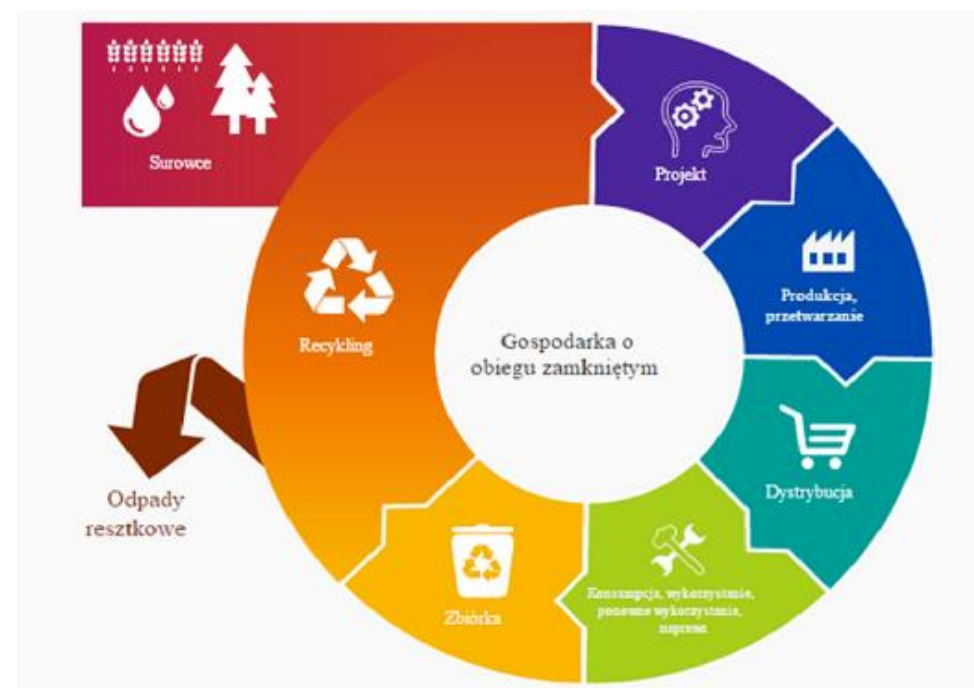 Surowce
Projekt
Produkcja,
przetwarzanie
Dystrybucja
Konsumpcja, wykorzystanie,
ponowne wykorzystanie,
naprawa
Zbiórka
Recykling
Odpady
resztkowe
Gospodarka o
obiegu zamkniętym